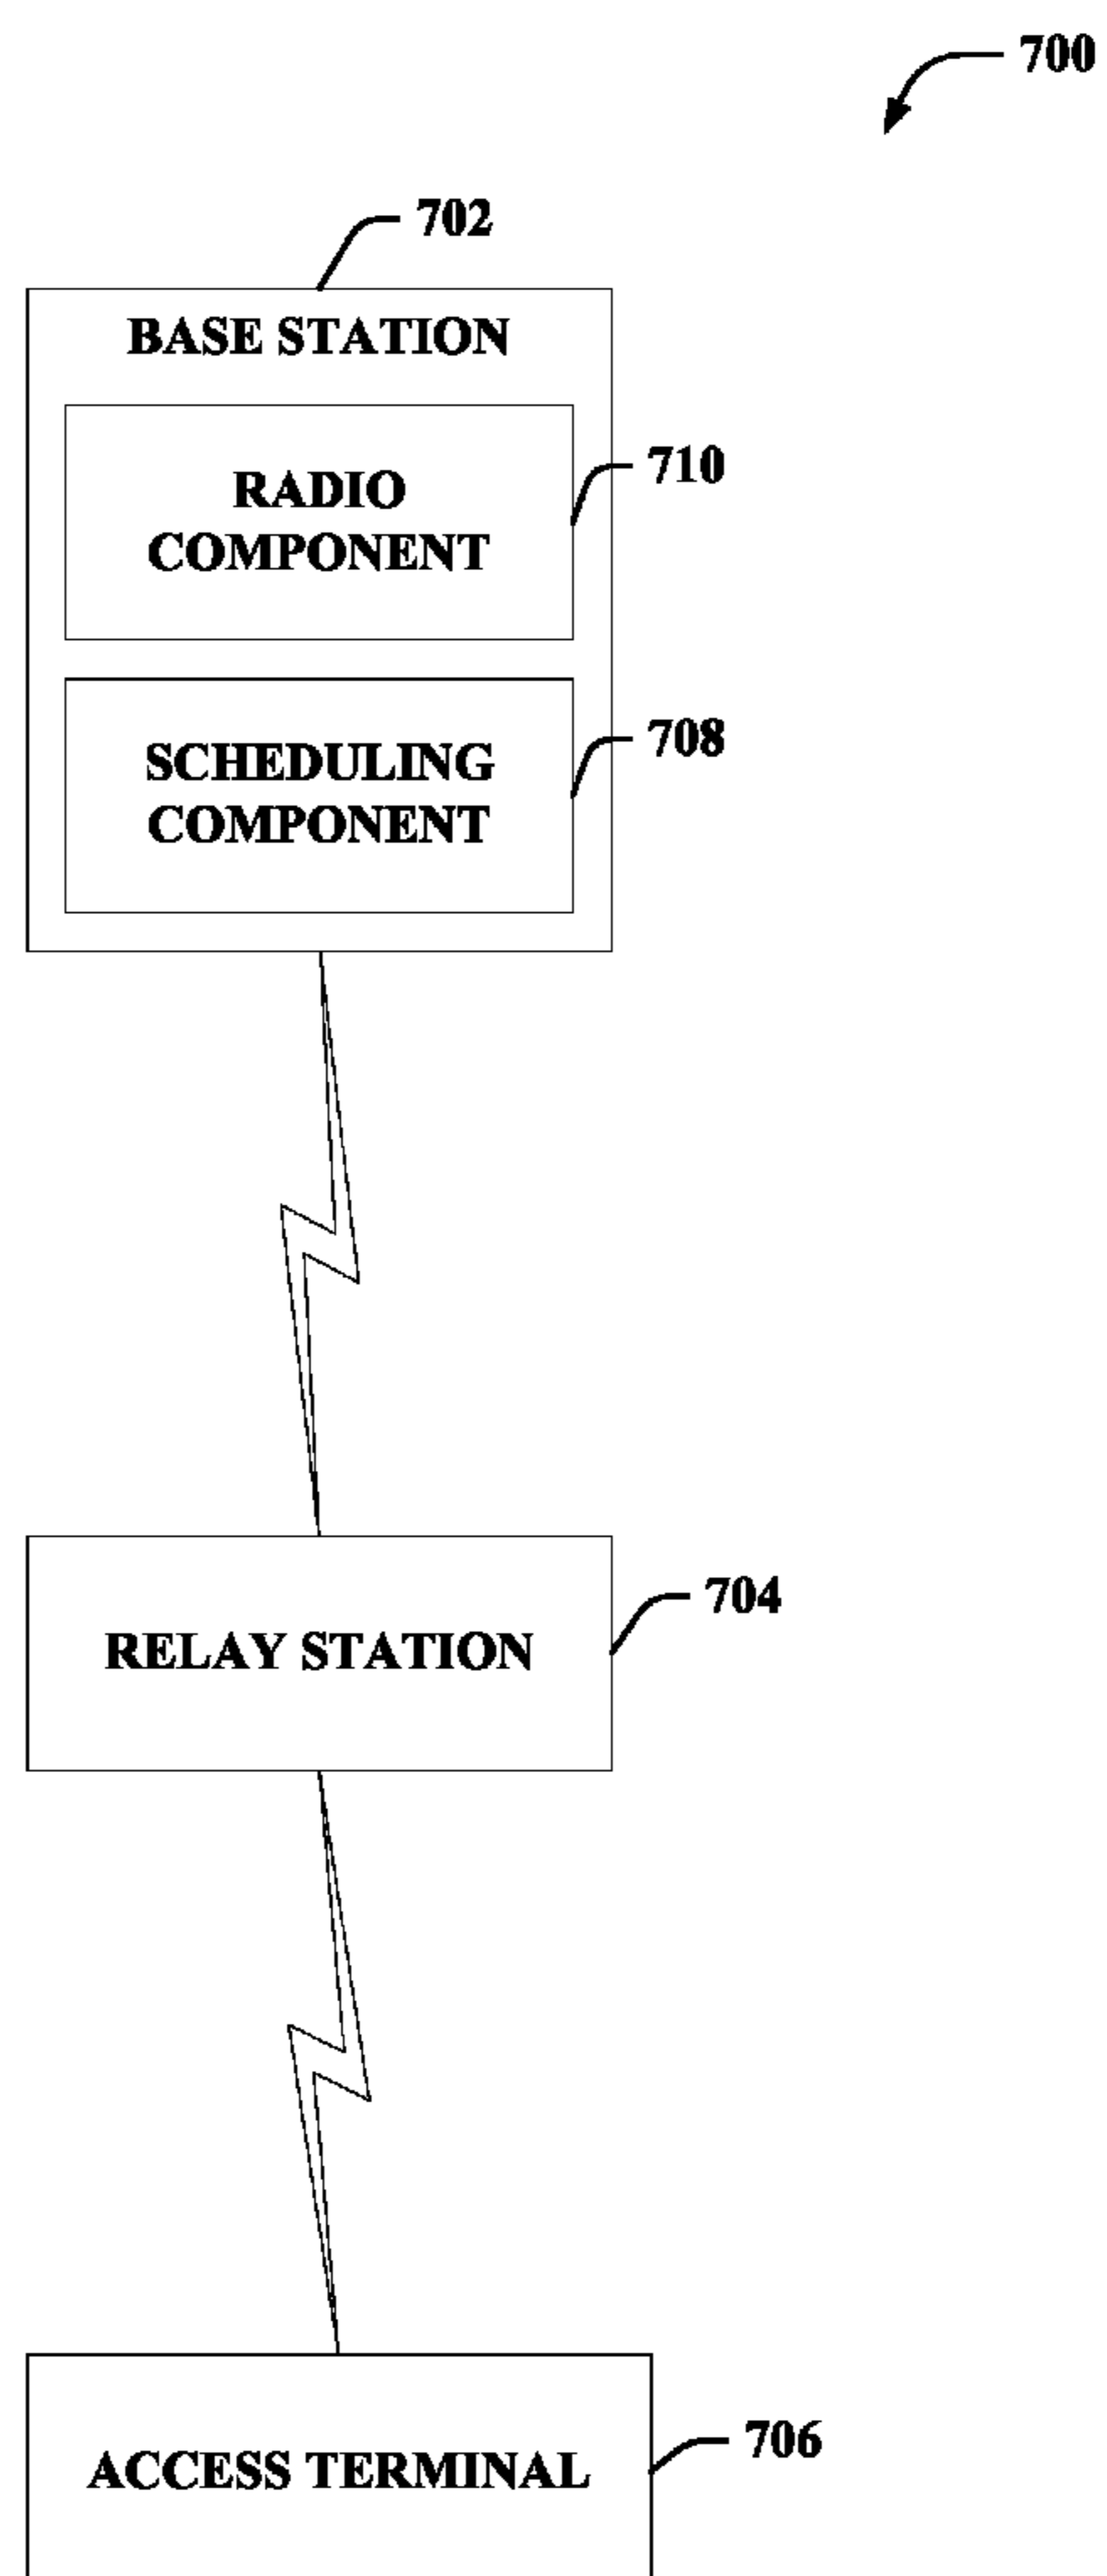 700
702
BASE STATION
RADIO
COMPONENT
710
SCHEDULING
COMPONENT
708
RELAY STATION
704
ACCESS TERMINAL
706